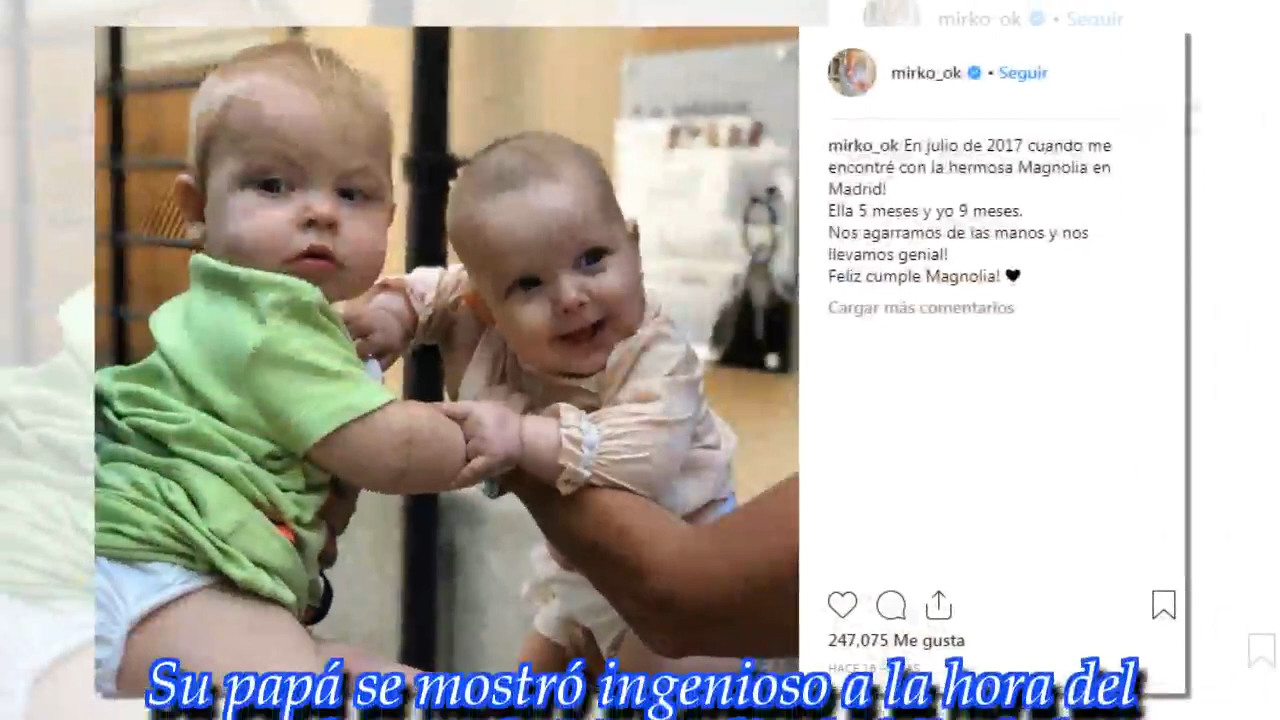 mirko_ok • Seguir
mirko_ok • Seguir
mirko_ok En julio de 2017 cuando me
encontré con la hermosa Magnolia en
Madrid!
Ella 5 meses y yo 9 meses.
Nos agarramos de las manos y nos
llevamos genial!
Feliz cumple Magnolia! 🖤
Cargar más comentarios
247,075 Me gusta
HACE
Su papá se mostró ingenioso a la hora del